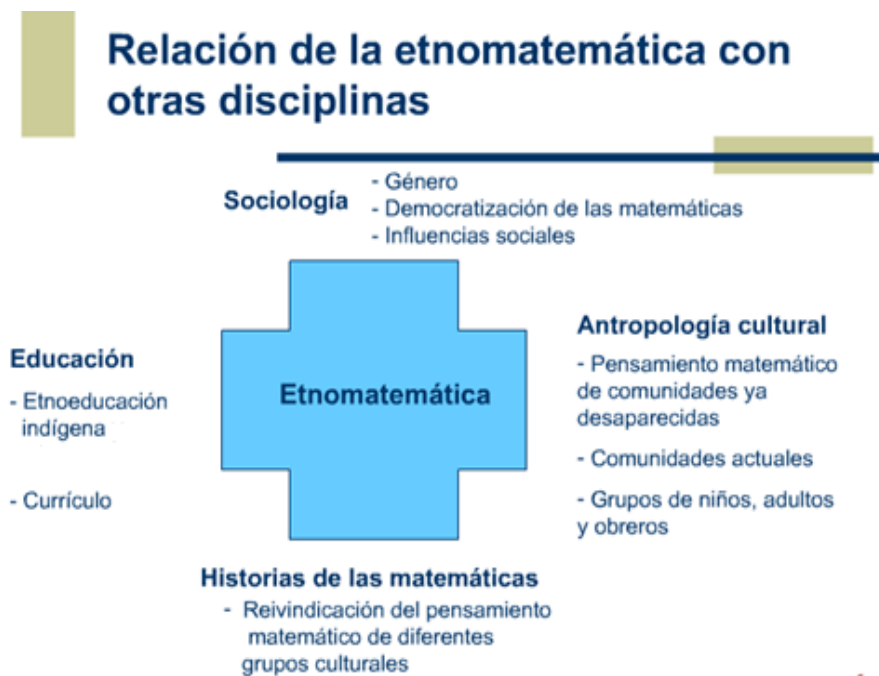 Relación de la etnomatemática con
otras disciplinas
Sociología
- Género
- Democratización de las matemáticas
- Influencias sociales
Educación
- Etnoeducación
indígena
- Currículo
Etnomatemática
Antropología cultural
- Pensamiento matemático
de comunidades ya
desaparecidas
- Comunidades actuales
- Grupos de niños, adultos
y obreros
Historias de las matemáticas
- Reivindicación del pensamiento
matemático de diferentes
grupos culturales